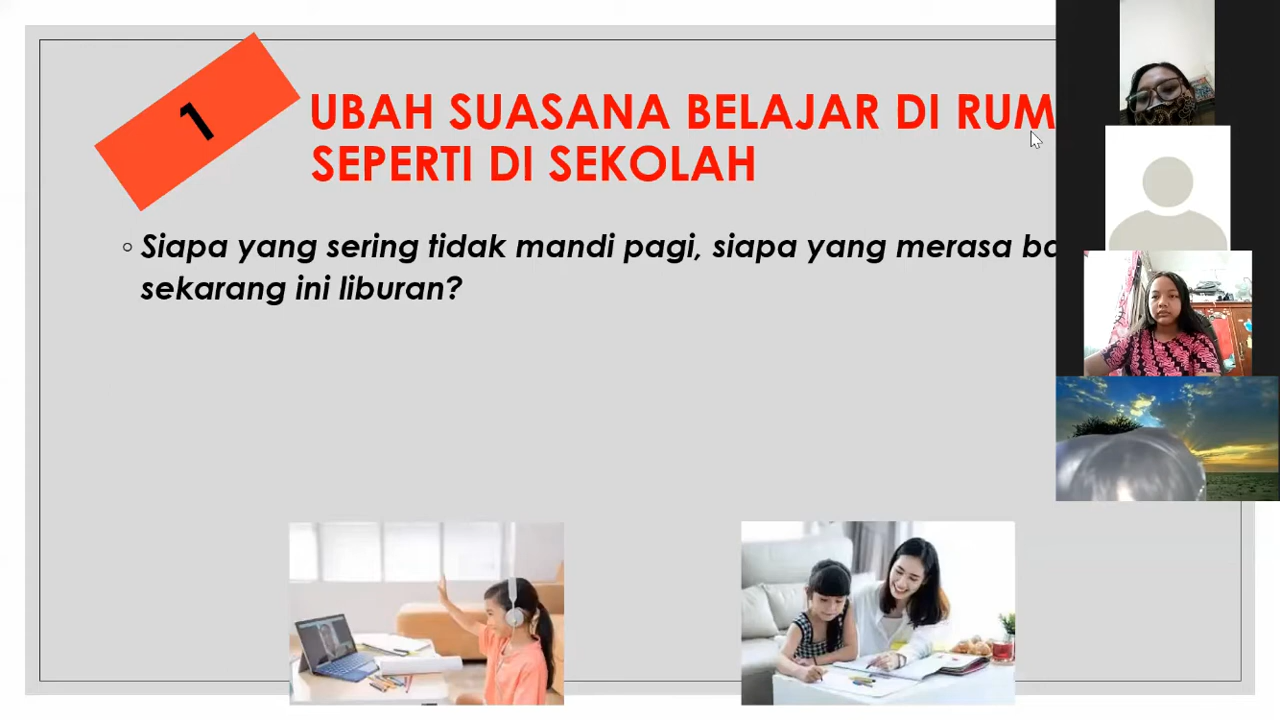 1
UBAH SUASANA BELAJAR DI RUM
SEPERTI DI SEKOLAH
Siapa yang sering tidak mandi pagi, siapa yang merasa ba
sekarang ini liburan?